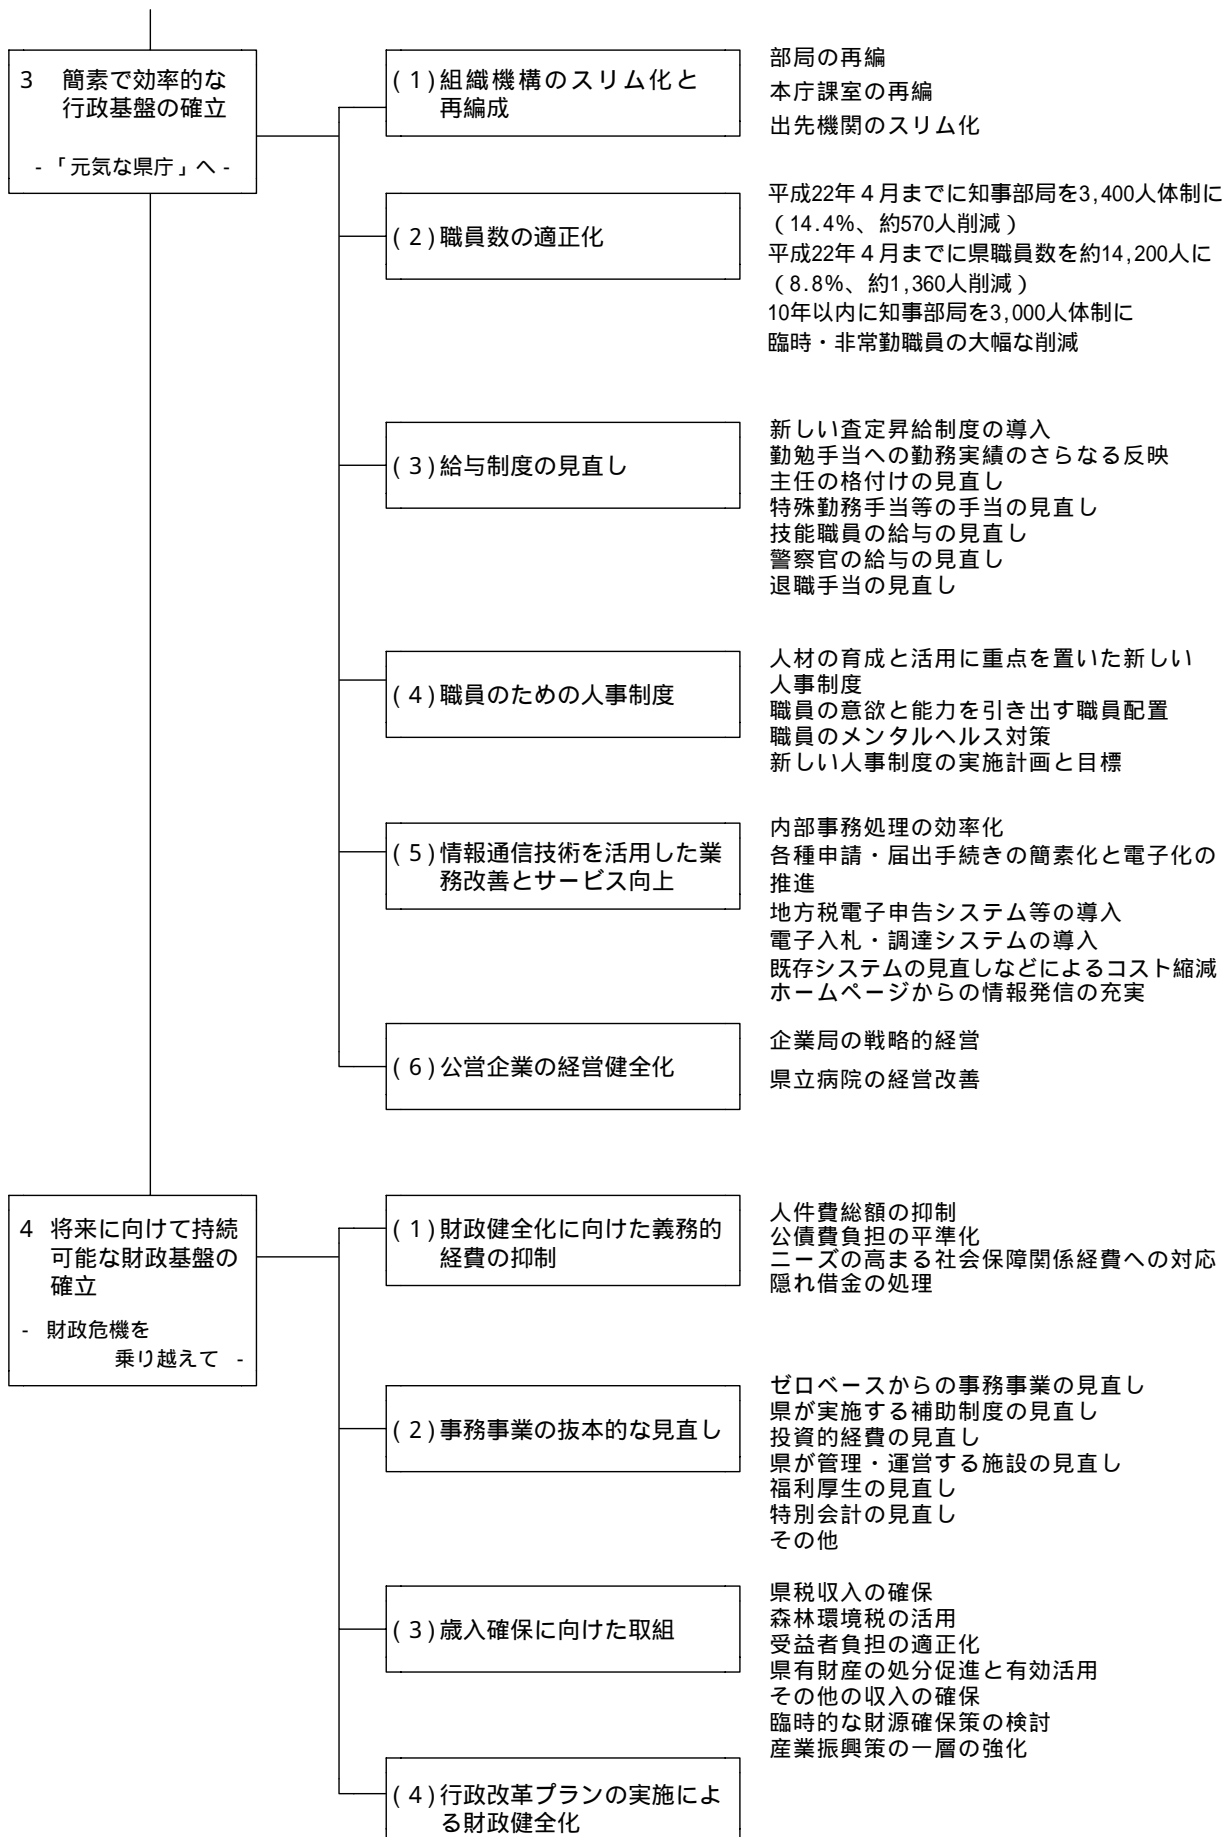 3 簡素で効率的な
行政基盤の確立
- 「元気な県庁」へ -
(1)組織機構のスリム化と
再編成
部局の再編
本庁課室の再編
出先機関のスリム化
(2)職員数の適正化
平成22年4月までに知事部局を3,400人体制に
(14.4%、約570人削減)
平成22年4月までに県職員数を約14,200人に
(8.8%、約1,360人削減)
10年以内に知事部局を3,000人体制に
臨時・非常勤職員の大幅な削減
(3)給与制度の見直し
新しい査定昇給制度の導入
勤勉手当への勤務実績のさらなる反映
主任の格付けの見直し
特殊勤務手当等の手当の見直し
技能職員の給与の見直し
警察官の給与の見直し
退職手当の見直し
(4)職員のための人事制度
人材の育成と活用に重点を置いた新しい
人事制度
職員の意欲と能力を引き出す職員配置
職員のメンタルヘルス対策
新しい人事制度の実施計画と目標
(5)情報通信技術を活用した業
務改善とサービス向上
内部事務処理の効率化
各種申請・届出手続きの簡素化と電子化の
推進
地方税電子申告システム等の導入
電子入札・調達システムの導入
既存システムの見直しなどによるコスト縮減
ホームページからの情報発信の充実
(6)公営企業の経営健全化
企業局の戦略的経営
県立病院の経営改善
4 将来に向けて持続
可能な財政基盤の
確立
- 財政危機を
乗り越えて -
(1)財政健全化に向けた義務的
経費の抑制
人件費総額の抑制
公債費負担の平準化
ニーズの高まる社会保障関係経費への対応
隠れ借金の処理
(2)事務事業の抜本的な見直し
ゼロベースからの事務事業の見直し
県が実施する補助制度の見直し
投資的経費の見直し
県が管理・運営する施設の見直し
福利厚生の見直し
特別会計の見直し
その他
(3)歳入確保に向けた取組
県税収入の確保
森林環境税の活用
受益者負担の適正化
県有財産の処分促進と有効活用
その他の収入の確保
臨時的な財源確保策の検討
産業振興策の一層の強化
(4)行政改革プランの実施によ
る財政健全化